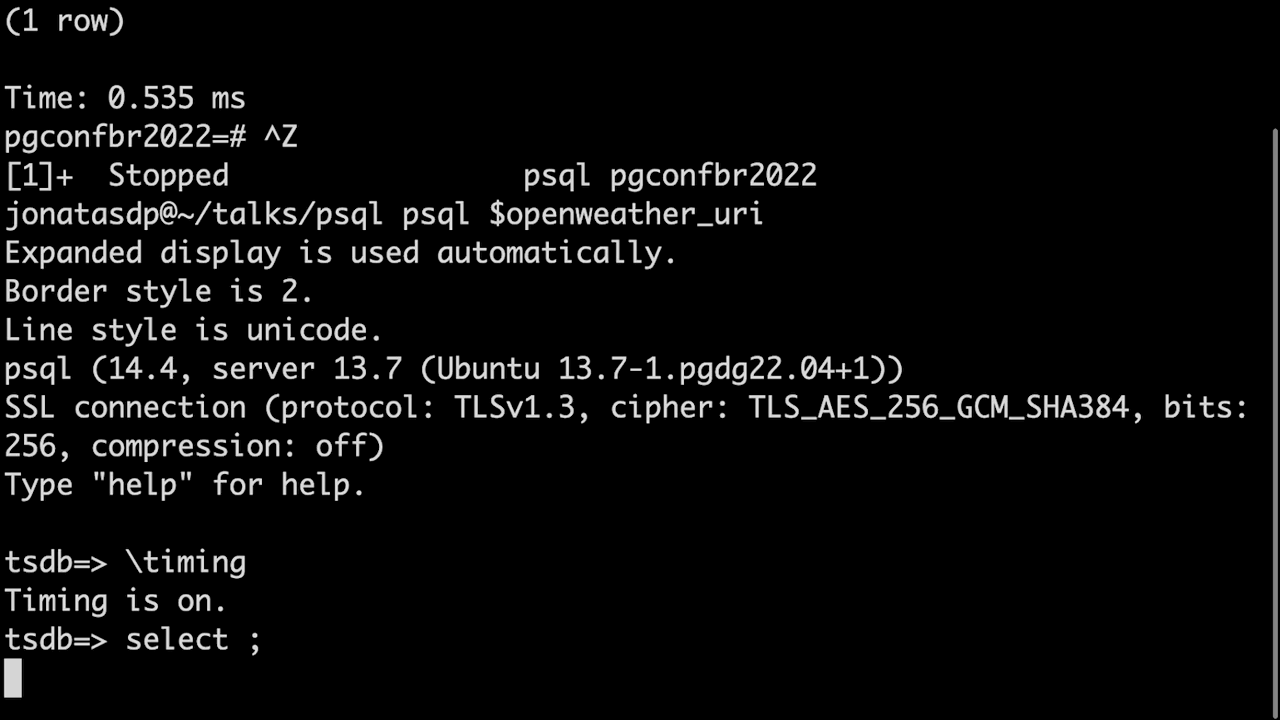 (1 row)
Time: 0.535 ms
pgconfbr2022=# ^Z
[1]+  Stopped                 psql pgconfbr2022
jonatasdp@~/talks/psql psql $openweather_uri
Expanded display is used automatically.
Border style is 2.
Line style is unicode.
psql (14.4, server 13.7 (Ubuntu 13.7-1.pgdg22.04+1))
SSL connection (protocol: TLSv1.3, cipher: TLS_AES_256_GCM_SHA384, bits:
256, compression: off)
Type "help" for help.
tsdb=> \timing
Timing is on.
tsdb=> select ;